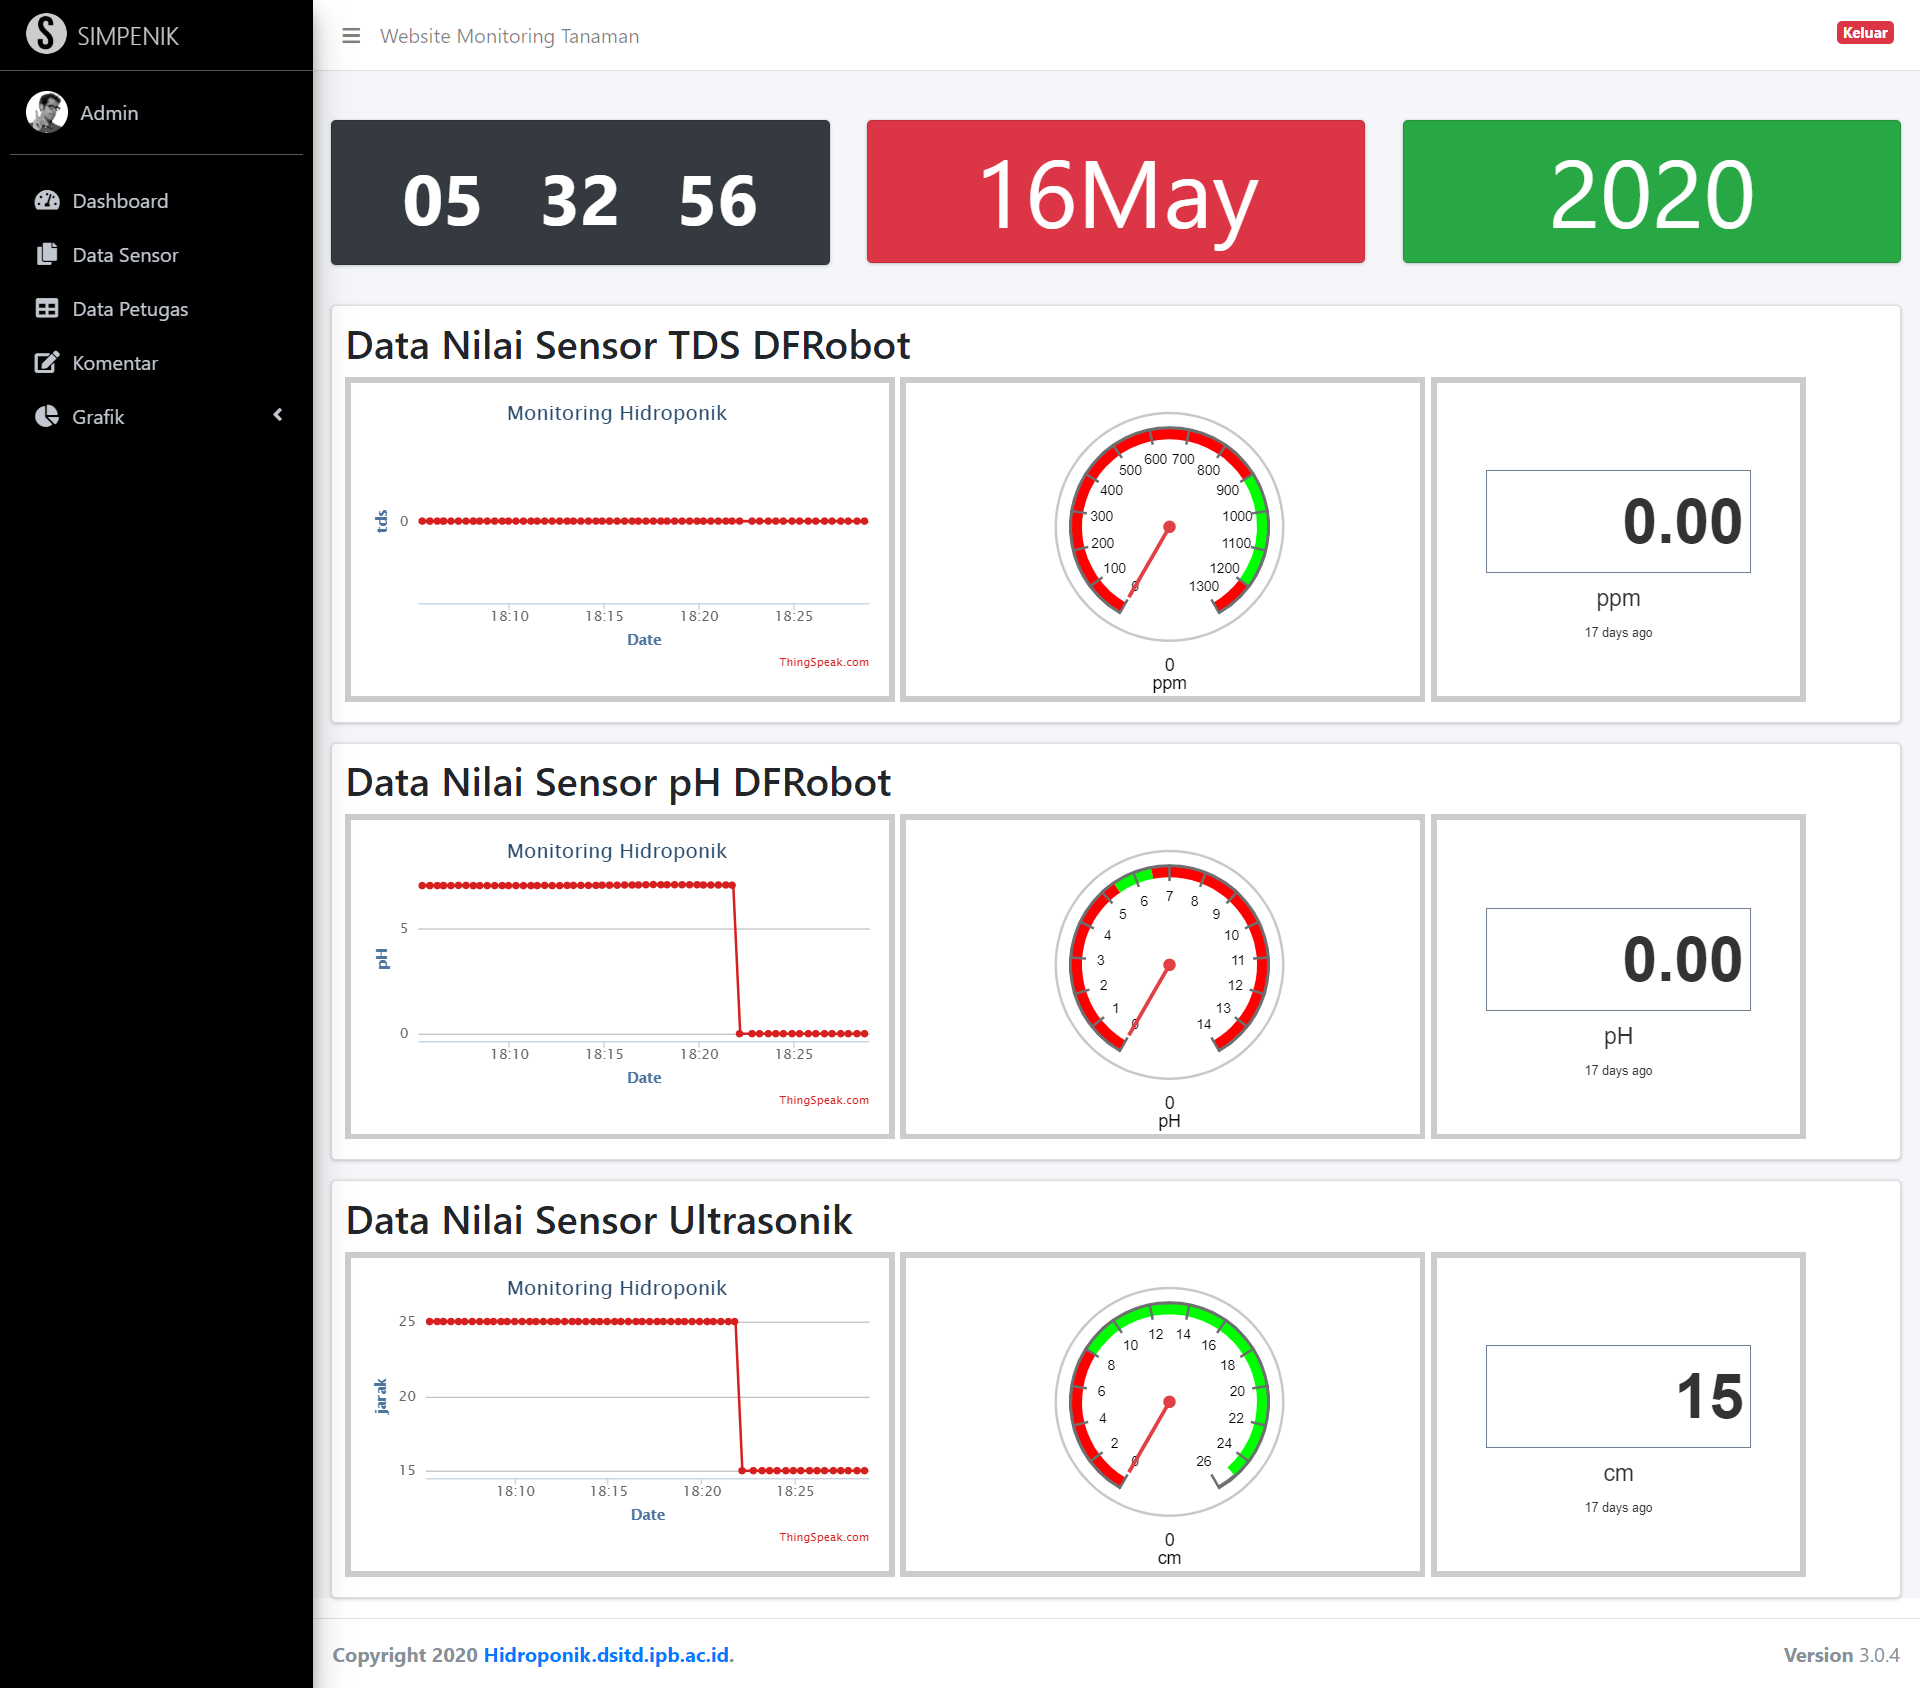 SIMPENIK
Website Monitoring Tanaman
Keluar
Admin
Dashboard
Data Sensor
Data Petugas
Komentar
Grafik
05 32 56
16May
2020
Data Nilai Sensor TDS DFRobot
Monitoring Hidroponik
tds
0
18:10 18:15 18:20 18:25
Date
ThingSpeak.com
0 100 200 300 400 500 600 700 800 900 1000 1100 1200 1300
0
ppm
0.00
ppm
17 days ago
Data Nilai Sensor pH DFRobot
Monitoring Hidroponik
pH
5
0
18:10 18:15 18:20 18:25
Date
ThingSpeak.com
0 1 2 3 4 5 6 7 8 9 10 11 12 13 14
0
pH
0.00
pH
17 days ago
Data Nilai Sensor Ultrasonik
Monitoring Hidroponik
jarak
25
20
15
18:10 18:15 18:20 18:25
Date
ThingSpeak.com
0 2 4 6 8 10 12 14 16 18 20 22 24 26
0
cm
15
cm
17 days ago
Copyright 2020 Hidroponik.dsitd.ipb.ac.id.
Version 3.0.4